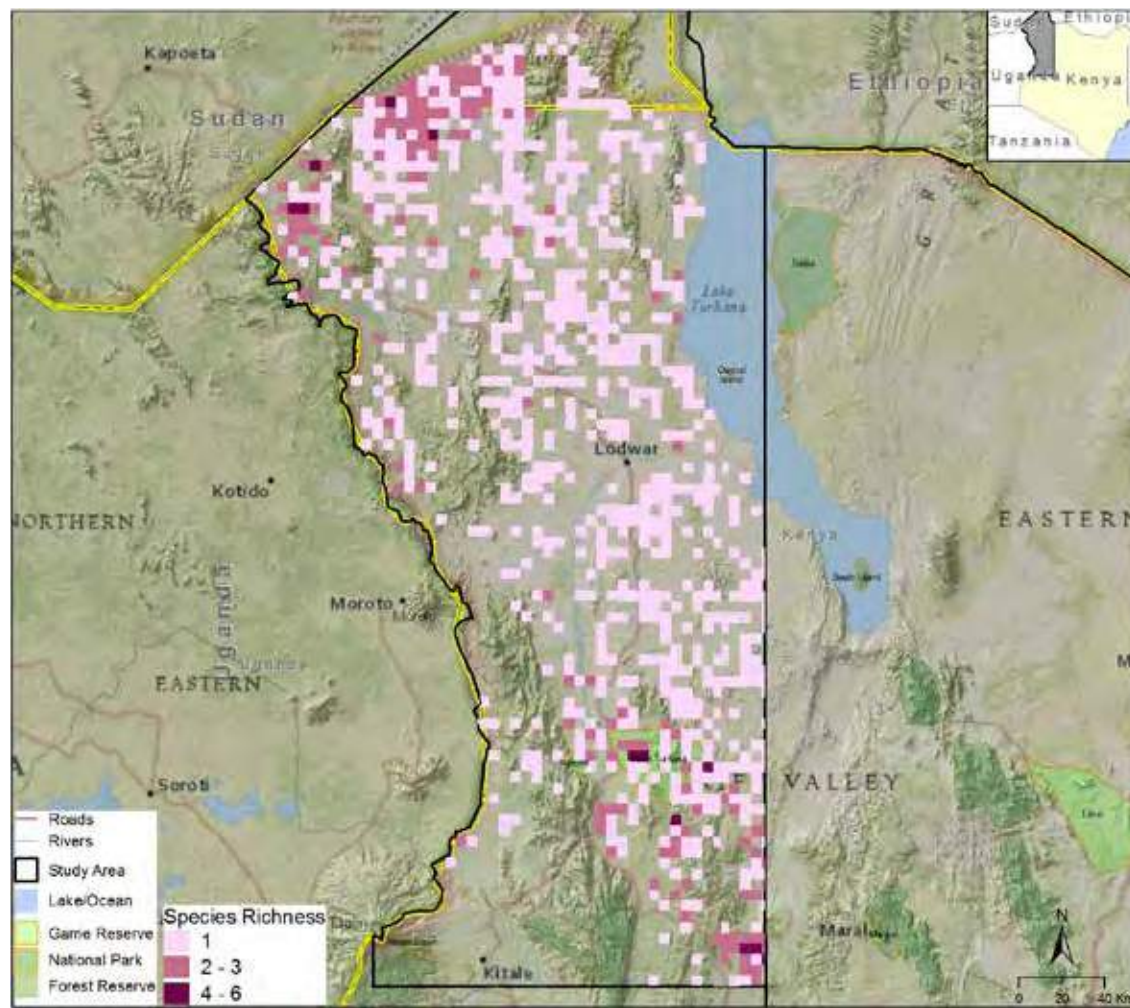 Kapoeta
Sudan
Ethiopia
Sudan
Ethiopia
Uganda
Kenya
Tanzania
Lake
Turkana
Lodwar
Kotido
NORTHERN
EASTERN
Kenya
Moroto
Uganda
Uganda
EASTERN
Soroti
VALLEY
Kitale
N
0 20 40
Roads
Rivers
Study Area
Lake/Ocean
Game Reserve
National Park
Forest Reserve
Species Richness
1
2 - 3
4 - 6